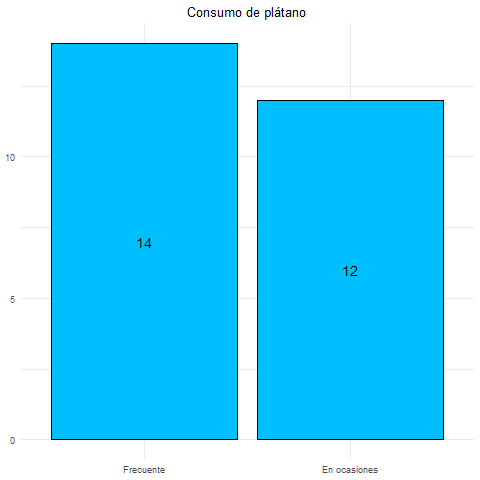 Consumo de plátano
10
5
0
14
12
Frecuente
En ocasiones